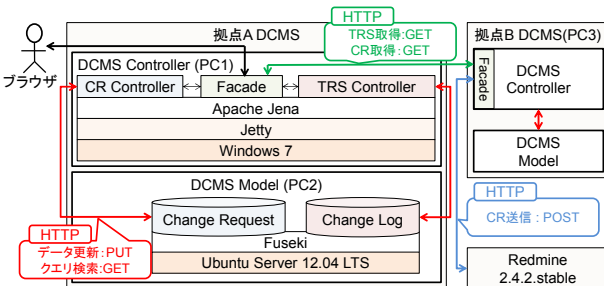 HTTP
TRS取得:GET
CR取得:GET
拠点A DCMS
拠点B DCMS(PC3)
ブラウザ
DCMS Controller (PC1)
CR Controller
Facade
TRS Controller
Apache Jena
Jetty
Windows 7
Facade
DCMS
Controller
DCMS
Model
DCMS Model (PC2)
Change Request
Change Log
Fuseki
Ubuntu Server 12.04 LTS
HTTP
データ更新:PUT
クエリ検索:GET
HTTP
CR送信 : POST
Redmine
2.4.2.stable